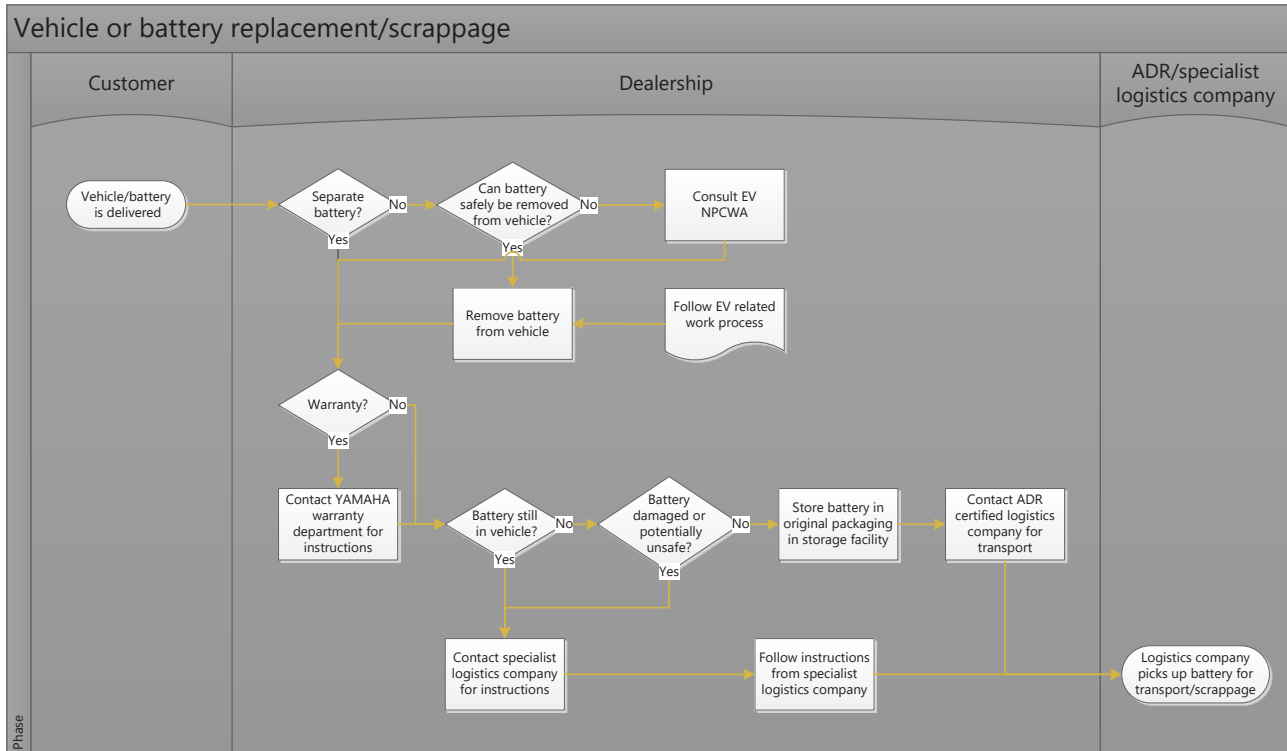 Vehicle or battery replacement/scrappage
Customer
Dealership
ADR/specialist
logistics company
Vehicle/battery
is delivered
Separate
battery?
No
Yes
Can battery
safely be removed
from vehicle?
No
Yes
Consult EV
NPCWA
Remove battery
from vehicle
Follow EV related
work process
Warranty?
No
Yes
Contact YAMAHA
warranty
department for
instructions
Battery still
in vehicle?
No
Yes
Battery
damaged or
potentially
unsafe?
No
Yes
Store battery in
original packaging
in storage facility
Contact ADR
certified logistics
company for
transport
Contact specialist
logistics company
for instructions
Follow instructions
from specialist
logistics company
Logistics company
picks up battery for
transport/scrappage
Phase